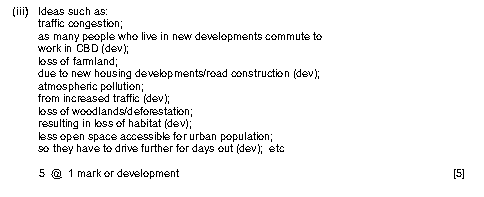 (iii) Ideas such as:
traffic congestion;
as many people who live in new developments commute to
work in CBD (dev);
loss of farmland;
due to new housing developments/road construction (dev);
atmospheric pollution;
from increased traffic (dev);
loss of woodlands/deforestation;
resulting in loss of habitat (dev);
less open space accessible for urban population;
so they have to drive further for days out (dev); etc
5 @ 1 mark or development [5]